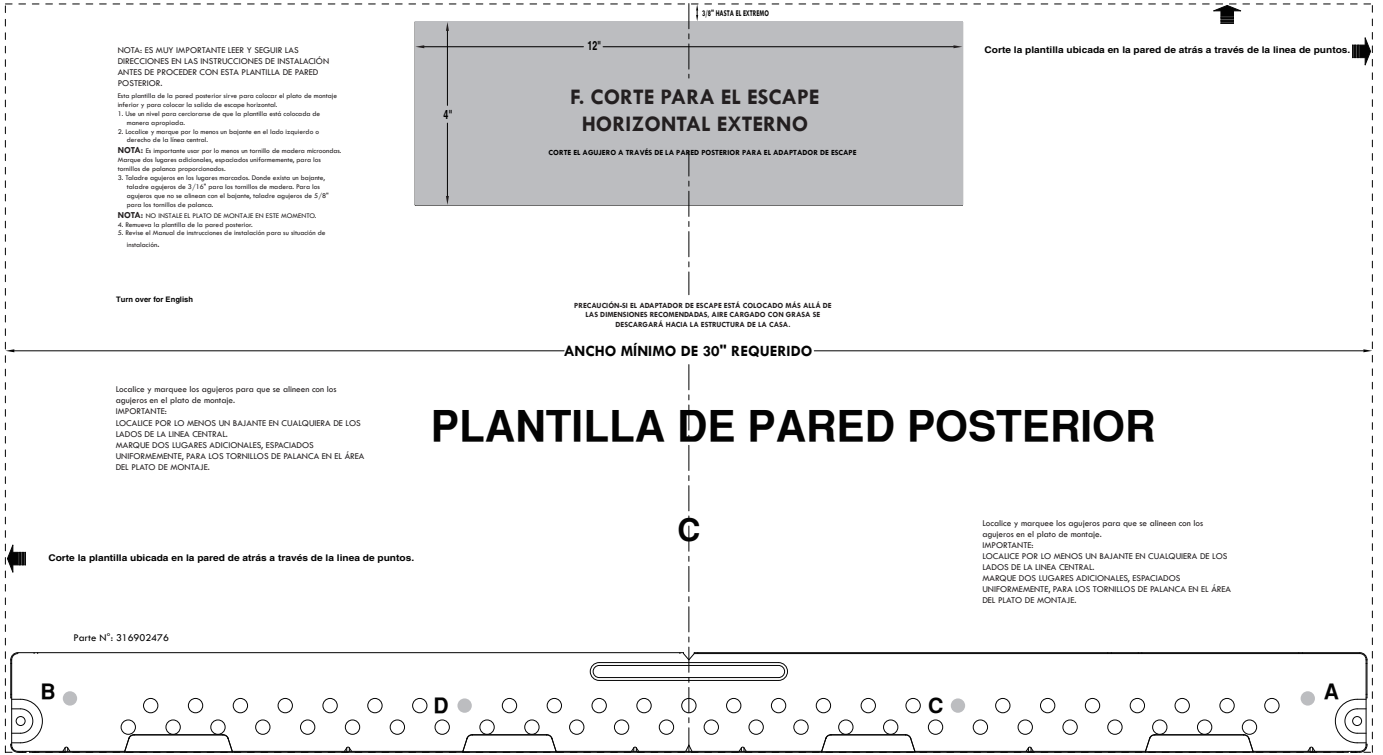 3/8" HASTA EL EXTREMO
NOTA: ES MUY IMPORTANTE LEER Y SEGUIR LAS
DIRECCIONES EN LAS INSTRUCCIONES DE INSTALACIÓN
ANTES DE PROCEDER CON ESTA PLANTILLA DE PARED
POSTERIOR.
Esta plantilla de la pared posterior sirve para colocar el plato de montaje
inferior y para colocar la salida de escape horizontal.
1. Use un nivel para cerciorarse de que la plantilla está colocada de
manera apropiada.
2. Localice y marque por lo menos un bajante en el lado izquierdo o
derecho de la línea central.
NOTA: Es importante usar por lo menos un tornillo de madera microondas.
Marque dos lugares adicionales, espaciados uniformemente, para los
tornillos de palanca proporcionados.
3. Taladre agujeros en los lugares marcados. Donde exista un bajante,
taladre agujeros de 3/16" para los tornillos de madera. Para los
agujeros que no se alinean con el bajante, taladre agujeros de 5/8"
para los tornillos de palanca.
NOTA: NO INSTALE EL PLATO DE MONTAJE EN ESTE MOMENTO.
4. Remueva la plantilla de la pared posterior.
5. Revise el Manual de instrucciones de instalación para su situación de
instalación.
Turn over for English
12"
4"
F. CORTE PARA EL ESCAPE
HORIZONTAL EXTERNO
CORTE EL AGUJERO A TRAVÉS DE LA PARED POSTERIOR PARA EL ADAPTADOR DE ESCAPE
Corte la plantilla ubicada en la pared de atrás a través de la linea de puntos.
PRECAUCIÓN-SI EL ADAPTADOR DE ESCAPE ESTÁ COLOCADO MÁS ALLÁ DE
LAS DIMENSIONES RECOMENDADAS, AIRE CARGADO CON GRASA SE
DESCARGARÁ HACIA LA ESTRUCTURA DE LA CASA.
ANCHO MÍNIMO DE 30" REQUERIDO
Localice y marquee los agujeros para que se alineen con los
agujeros en el plato de montaje.
IMPORTANTE:
LOCALICE POR LO MENOS UN BAJANTE EN CUALQUIERA DE LOS
LADOS DE LA LINEA CENTRAL.
MARQUE DOS LUGARES ADICIONALES, ESPACIADOS
UNIFORMEMENTE, PARA LOS TORNILLOS DE PALANCA EN EL ÁREA
DEL PLATO DE MONTAJE.
PLANTILLA DE PARED POSTERIOR
C
Corte la plantilla ubicada en la pared de atrás a través de la linea de puntos.
Localice y marquee los agujeros para que se alineen con los
agujeros en el plato de montaje.
IMPORTANTE:
LOCALICE POR LO MENOS UN BAJANTE EN CUALQUIERA DE LOS
LADOS DE LA LINEA CENTRAL.
MARQUE DOS LUGARES ADICIONALES, ESPACIADOS
UNIFORMEMENTE, PARA LOS TORNILLOS DE PALANCA EN EL ÁREA
DEL PLATO DE MONTAJE.
Parte N°: 316902476
B
D
C
A